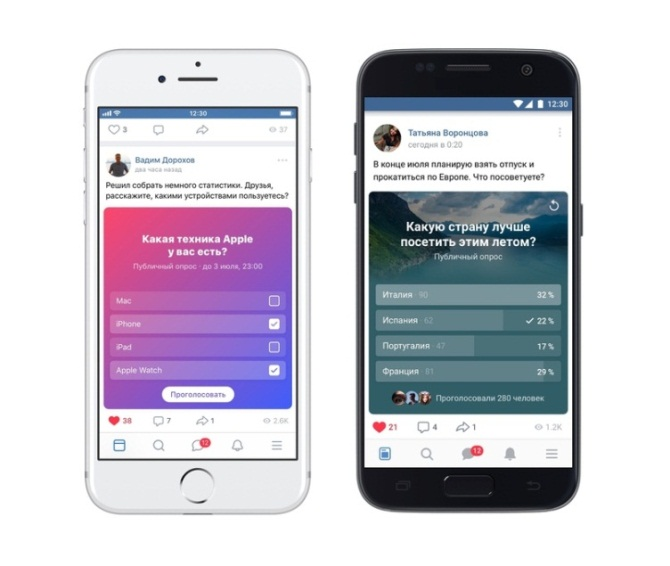 12:30
3
37
Вадим Дорохов
два часа назад
Решил собрать немного статистики. Друзья,
расскажите, какими устройствами пользуетесь?
Какая техника Apple
у вас есть?
Публичный опрос · до 3 июля, 23:00
Mac
iPhone
iPad
Apple Watch
Проголосовать
38
7
1
2.6K
12
12:30
Татьяна Воронцова
сегодня в 0:20
В конце июля планирую взять отпуск и
прокатиться по Европе. Что посоветуете?
Какую страну лучше
посетить этим летом?
Публичный опрос
Италия · 90 32 %
Испания · 62 22 %
Португалия · 47 17 %
Франция · 81 29 %
Проголосовали 280 человек
21
4
1
1.2K
12